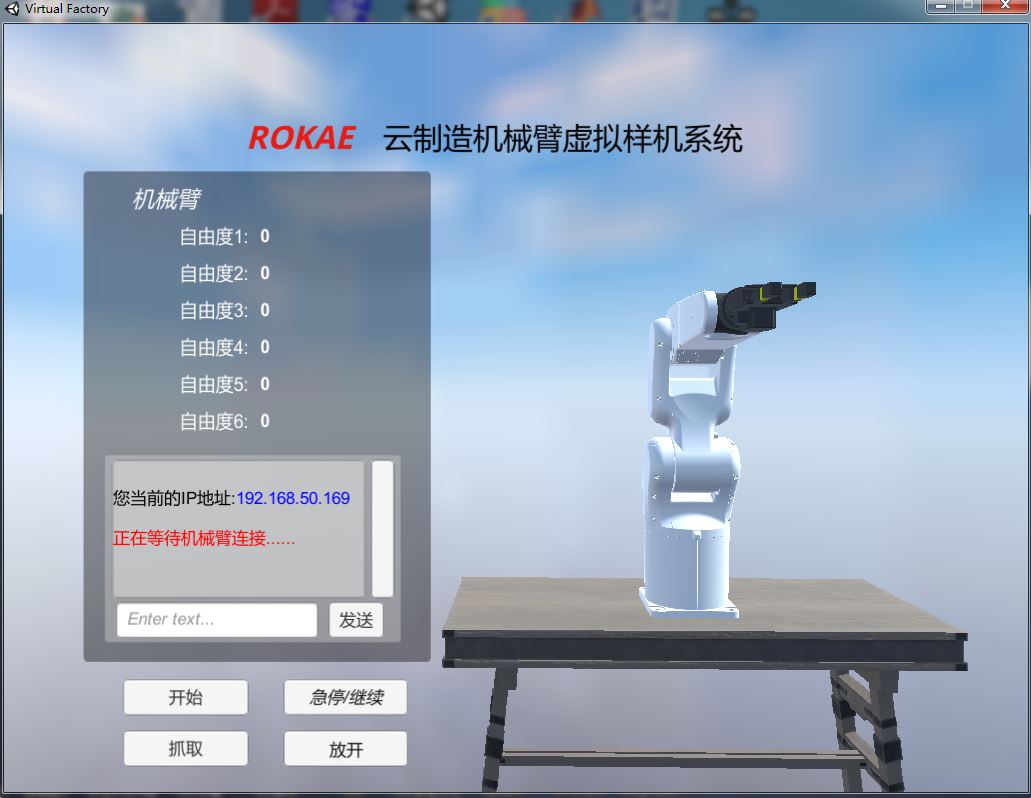 Virtual Factory
ROKAE 云制造机械臂虚拟样机系统
机械臂
自由度1: 0
自由度2: 0
自由度3: 0
自由度4: 0
自由度5: 0
自由度6: 0
您当前的IP地址:192.168.50.169
正在等待机械臂连接......
Enter text...
发送
开始
急停/继续
抓取
放开